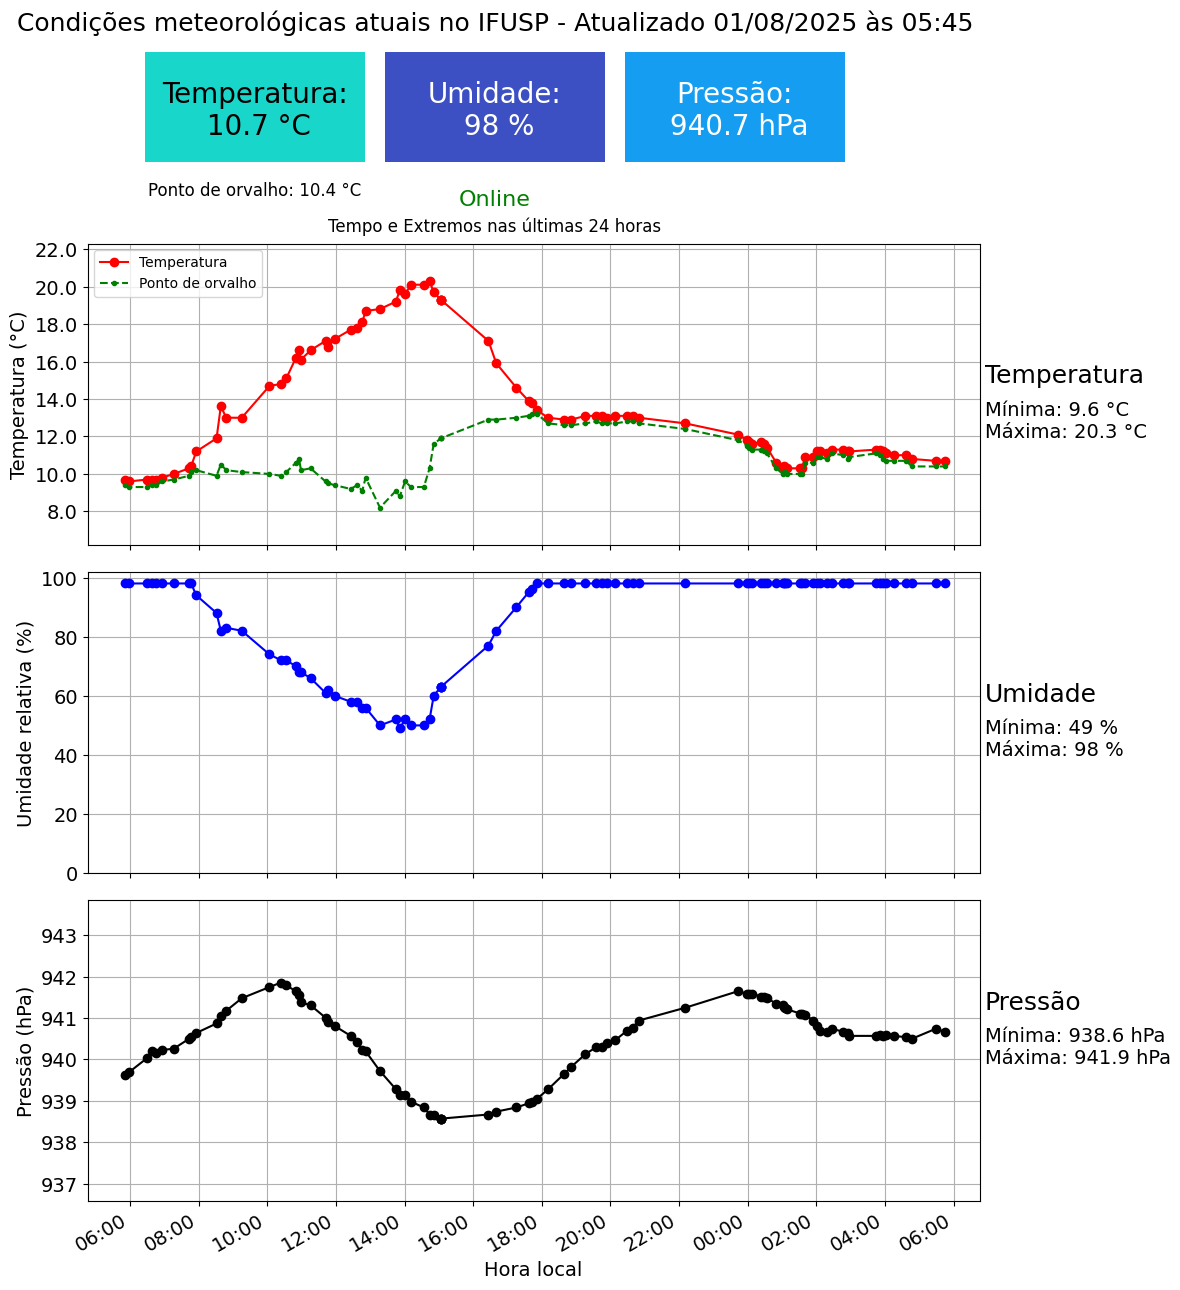 Condições meteorológicas atuais no IFUSP - Atualizado 01/08/2025 às 05:45
Temperatura:
10.7 °C
Umidade:
98 %
Pressão:
940.7 hPa
Ponto de orvalho: 10.4 °C
Online
Tempo e Extremos nas últimas 24 horas
Temperatura (°C)
22.0
20.0
18.0
16.0
14.0
12.0
10.0
8.0
Temperatura
Ponto de orvalho
Temperatura
Mínima: 9.6 °C
Máxima: 20.3 °C
Umidade relativa (%)
100
80
60
40
20
0
Umidade
Mínima: 49 %
Máxima: 98 %
Pressão (hPa)
943
942
941
940
939
938
937
Pressão
Mínima: 938.6 hPa
Máxima: 941.9 hPa
06:00
08:00
10:00
12:00
14:00
16:00
18:00
20:00
22:00
00:00
02:00
04:00
06:00
Hora local